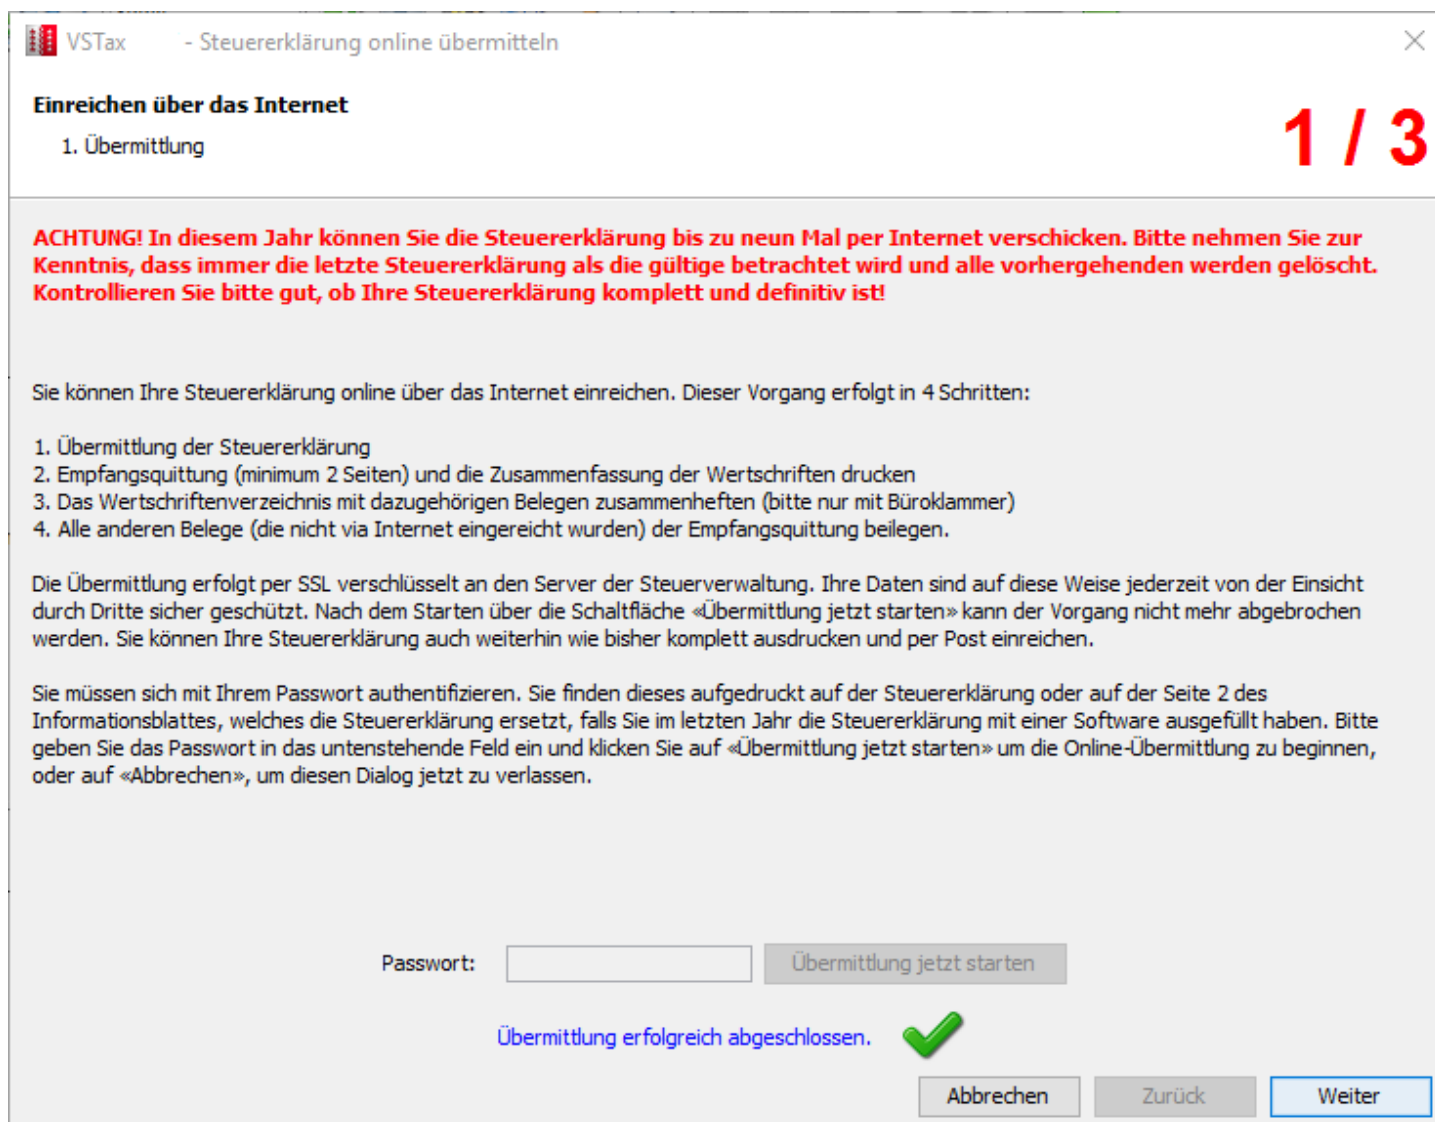 VSTax - Steuererklärung online übermitteln
Einreichen über das Internet
1. Übermittlung
1 / 3
ACHTUNG! In diesem Jahr können Sie die Steuererklärung bis zu neun Mal per Internet verschicken. Bitte nehmen Sie zur
Kenntnis, dass immer die letzte Steuererklärung als die gültige betrachtet wird und alle vorhergehenden werden gelöscht.
Kontrollieren Sie bitte gut, ob Ihre Steuererklärung komplett und definitiv ist!
Sie können Ihre Steuererklärung online über das Internet einreichen. Dieser Vorgang erfolgt in 4 Schritten:
1. Übermittlung der Steuererklärung
2. Empfangsquittung (minimum 2 Seiten) und die Zusammenfassung der Wertschriften drucken
3. Das Wertschriftenverzeichnis mit dazugehörigen Belegen zusammenheften (bitte nur mit Büroklammer)
4. Alle anderen Belege (die nicht via Internet eingereicht wurden) der Empfangsquittung beilegen.
Die Übermittlung erfolgt per SSL verschlüsselt an den Server der Steuerverwaltung. Ihre Daten sind auf diese Weise jederzeit von der Einsicht
durch Dritte sicher geschützt. Nach dem Starten über die Schaltfläche «Übermittlung jetzt starten» kann der Vorgang nicht mehr abgebrochen
werden. Sie können Ihre Steuererklärung auch weiterhin wie bisher komplett ausdrucken und per Post einreichen.
Sie müssen sich mit Ihrem Passwort authentifizieren. Sie finden dieses aufgedruckt auf der Steuererklärung oder auf der Seite 2 des
Informationsblattes, welches die Steuererklärung ersetzt, falls Sie im letzten Jahr die Steuererklärung mit einer Software ausgefüllt haben. Bitte
geben Sie das Passwort in das untenstehende Feld ein und klicken Sie auf «Übermittlung jetzt starten» um die Online-Übermittlung zu beginnen,
oder auf «Abbrechen», um diesen Dialog jetzt zu verlassen.
Passwort: Übermittlung jetzt starten
Übermittlung erfolgreich abgeschlossen.
Abbrechen Zurück Weiter